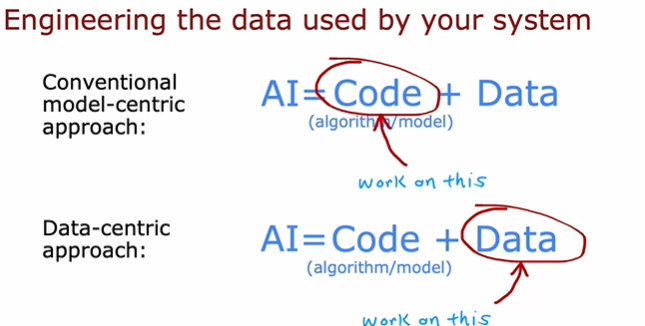 Engineering the data used by your system
Conventional
model-centric
approach:
AI=Code + Data
(algorithm/model)
work on this
Data-centric
approach:
AI=Code + Data
(algorithm/model)
work on this